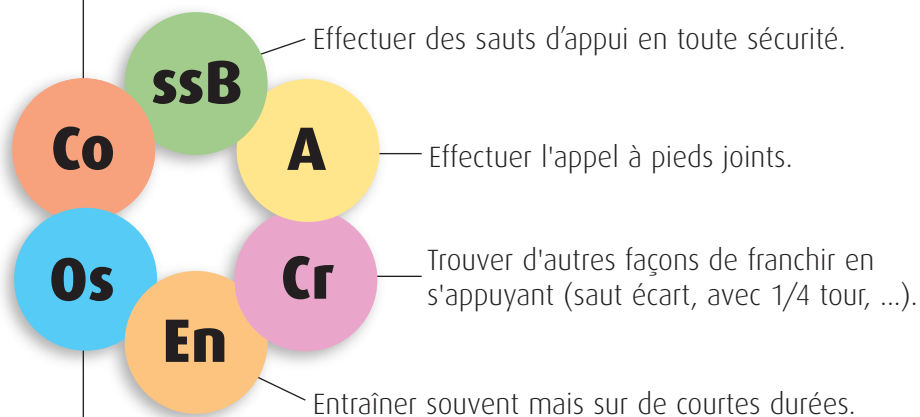 Effectuer des sauts d’appui en toute sécurité.
ssB
Co
A
Effectuer l'appel à pieds joints.
Os
Cr
Trouver d'autres façons de franchir en
s'appuyant (saut écart, avec 1/4 tour, ...).
En
Entraîner souvent mais sur de courtes durées.